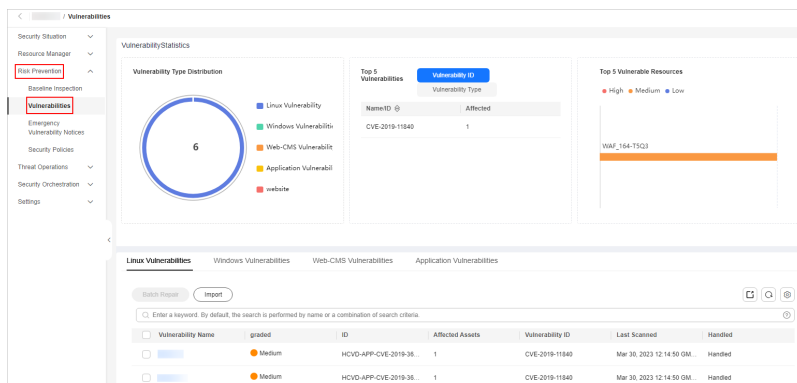 / Vulnerabilities
Security Situation
Resource Manager
Risk Prevention
Baseline Inspection
Vulnerabilities
Emergency
Vulnerability Notices
Security Policies
Threat Operations
Security Orchestration
Settings
VulnerabilityStatistics
Vulnerability Type Distribution
6
Linux Vulnerability
Windows Vulnerabilitie
Web-CMS Vulnerabilit
Application Vulnerabil
website
Top 5
Vulnerabilities
Vulnerability ID
Vulnerability Type
Name/ID
Affected
CVE-2019-11840
1
Top 5 Vulnerable Resources
High
Medium
Low
WAF_164-T5Q3
Linux Vulnerabilities
Windows Vulnerabilities
Web-CMS Vulnerabilities
Application Vulnerabilities
Batch Repair
Import
Enter a keyword. By default, the search is performed by name or a combination of search criteria.
Vulnerability Name graded ID Affected Assets Vulnerability ID Last Scanned Handled
Medium HCVD-APP-CVE-2019-36... 1 CVE-2019-11840 Mar 30, 2023 12:14:50 GM... Handled
Medium HCVD-APP-CVE-2019-36... 1 CVE-2019-11840 Mar 30, 2023 12:14:50 GM... Handled